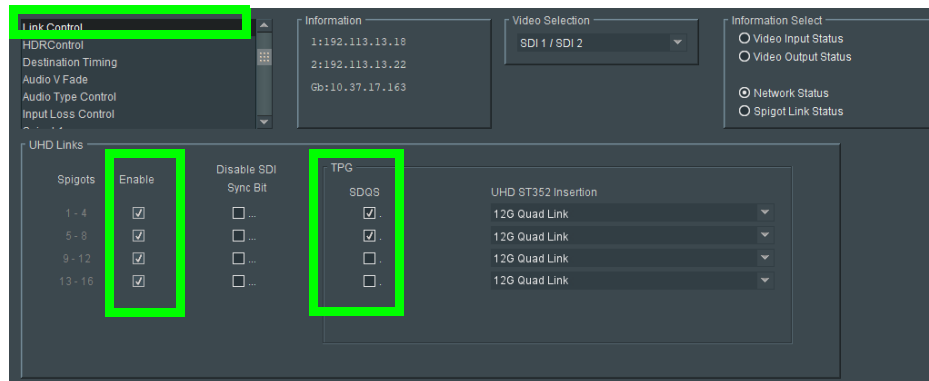 Link Control
HDRControl
Destination Timing
Audio V Fade
Audio Type Control
Input Loss Control
Information
1:192.113.13.18
2:192.113.13.22
Gb:10.37.17.163
Video Selection
SDI 1 / SDI 2
Information Select
Video Input Status
Video Output Status
Network Status
Spigot Link Status
UHD Links
Spigots
Enable
Disable SDI
Sync Bit
TPG
SDQS
UHD ST352 Insertion
1 - 4
...
.
12G Quad Link
5 - 8
...
.
12G Quad Link
9 - 12
...
.
12G Quad Link
13 - 16
...
.
12G Quad Link